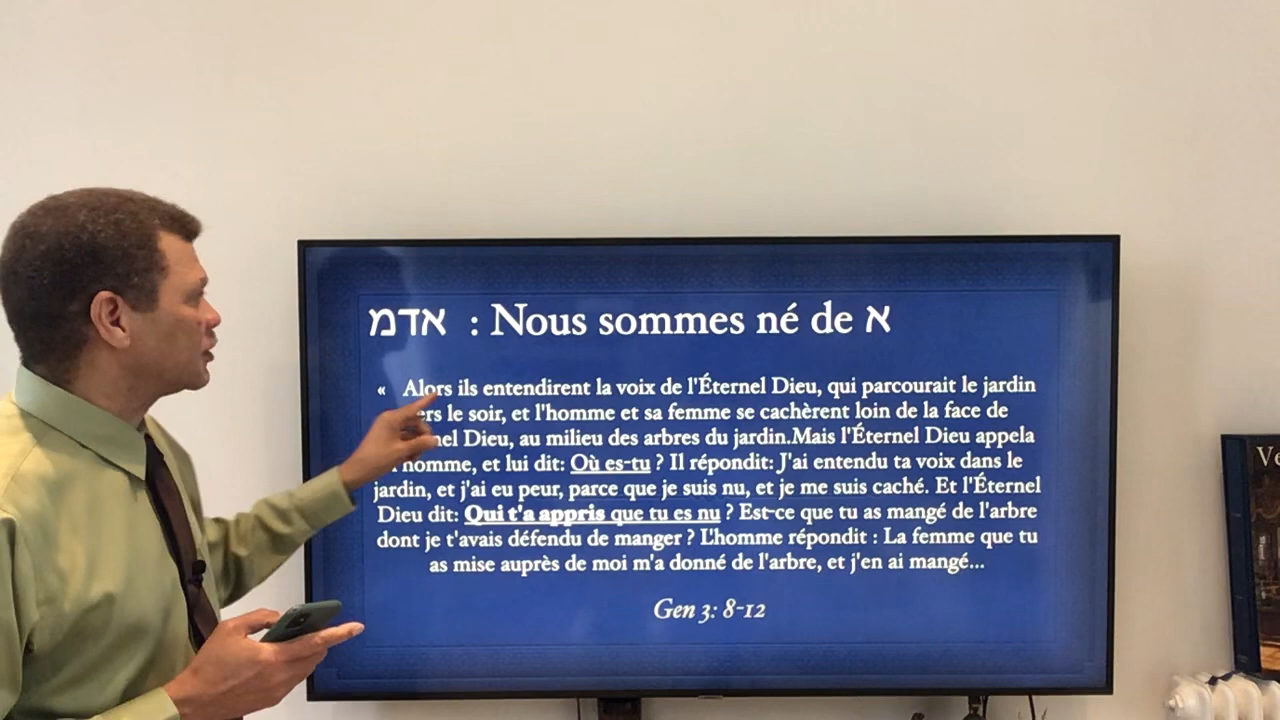 אדמ : Nous sommes né de א
« Alors ils entendirent la voix de l'Éternel Dieu, qui parcourait le jardin
le soir, et l'homme et sa femme se cachèrent loin de la face de
Dieu, au milieu des arbres du jardin.Mais l'Éternel Dieu appela
homme, et lui dit: Où es-tu ? Il répondit: J'ai entendu ta voix dans le
jardin, et j'ai eu peur, parce que je suis nu, et je me suis caché. Et l'Éternel
Dieu dit: Qui t'a appris que tu es nu ? Est-ce que tu as mangé de l'arbre
dont je t'avais défendu de manger ? L'homme répondit : La femme que tu
as mise auprès de moi m'a donné de l'arbre, et j'en ai mangé...
Gen 3: 8-12